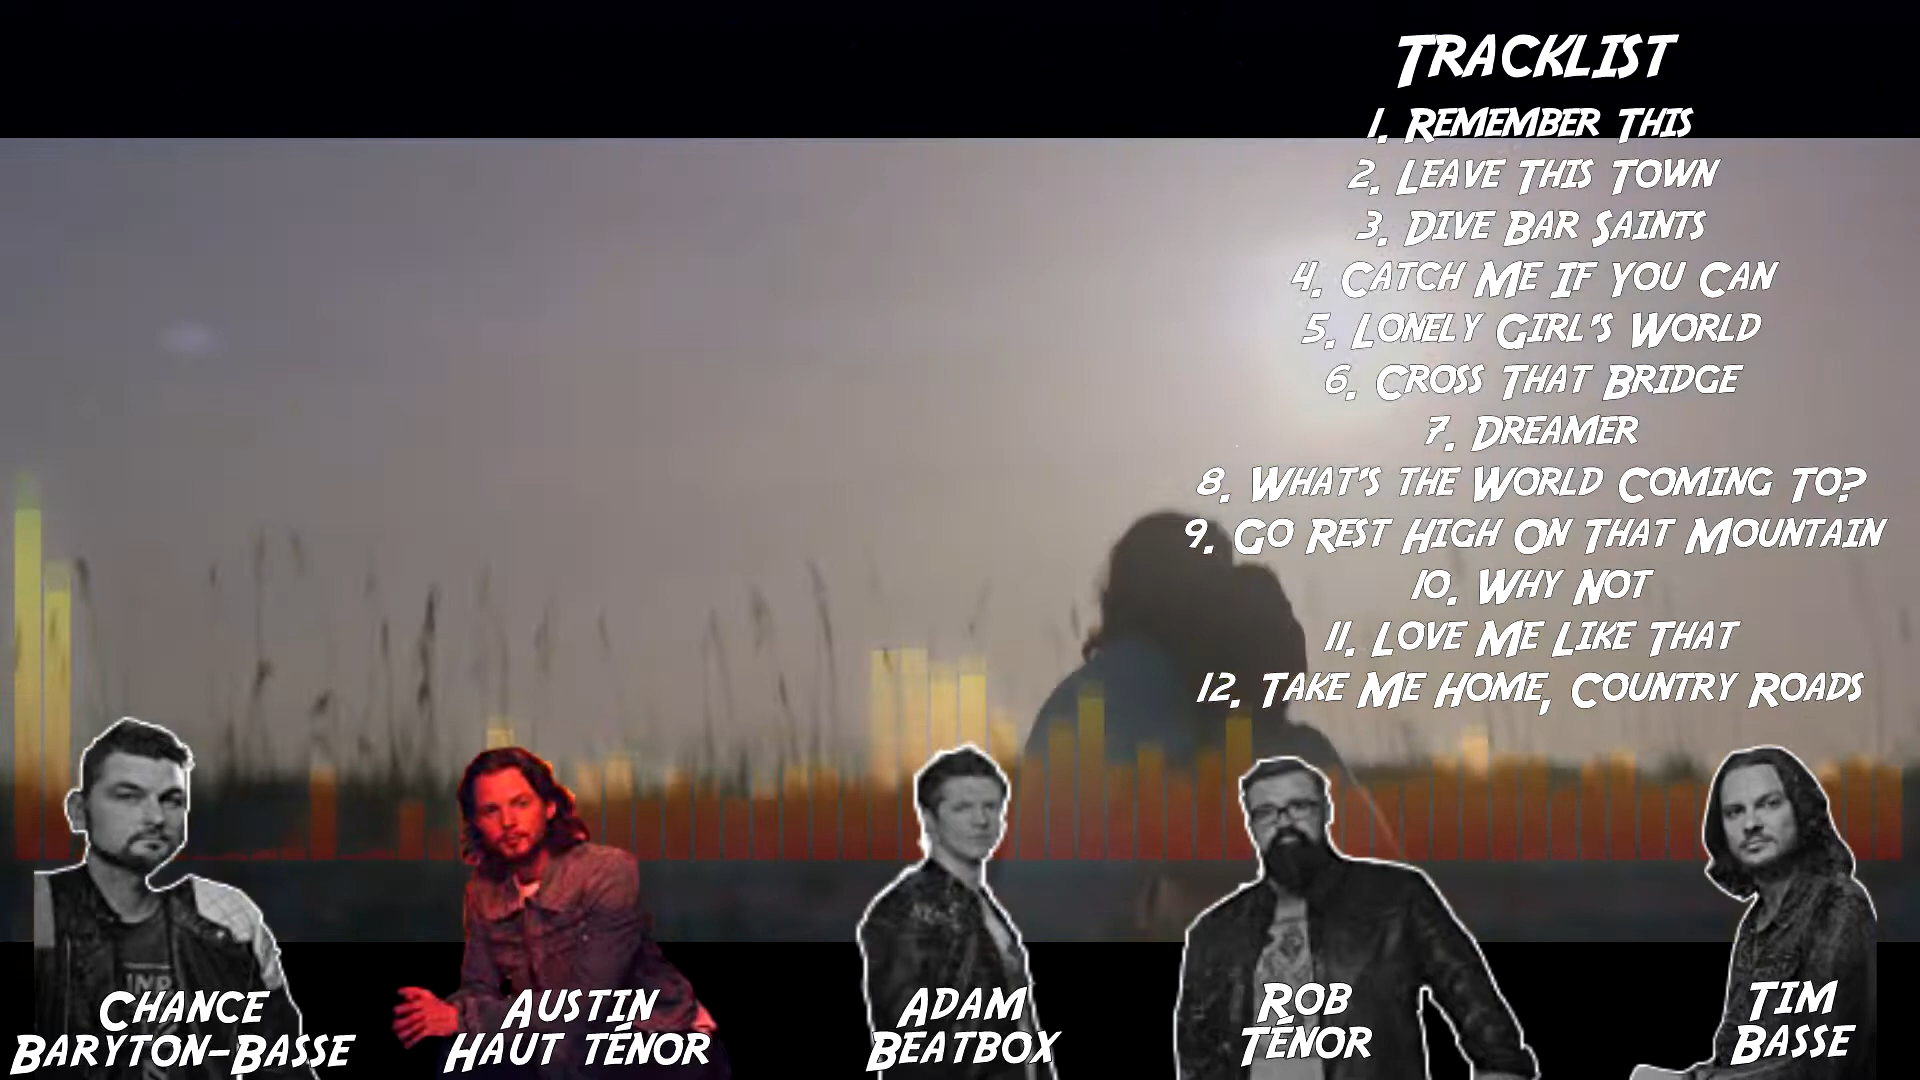 Tracklist
1. Remember This
2. Leave This Town
3. Dive Bar Saints
4. Catch Me If You Can
5. Lonely Girl's World
6. Cross That Bridge
7. Dreamer
8. What's the World Coming To?
9. Go Rest High On That Mountain
10. Why Not
11. Love Me Like That
12. Take Me Home, Country Roads
Chance
Baryton-Basse
Austin
Haut ténor
Adam
Beatbox
Rob
Ténor
Tim
Basse